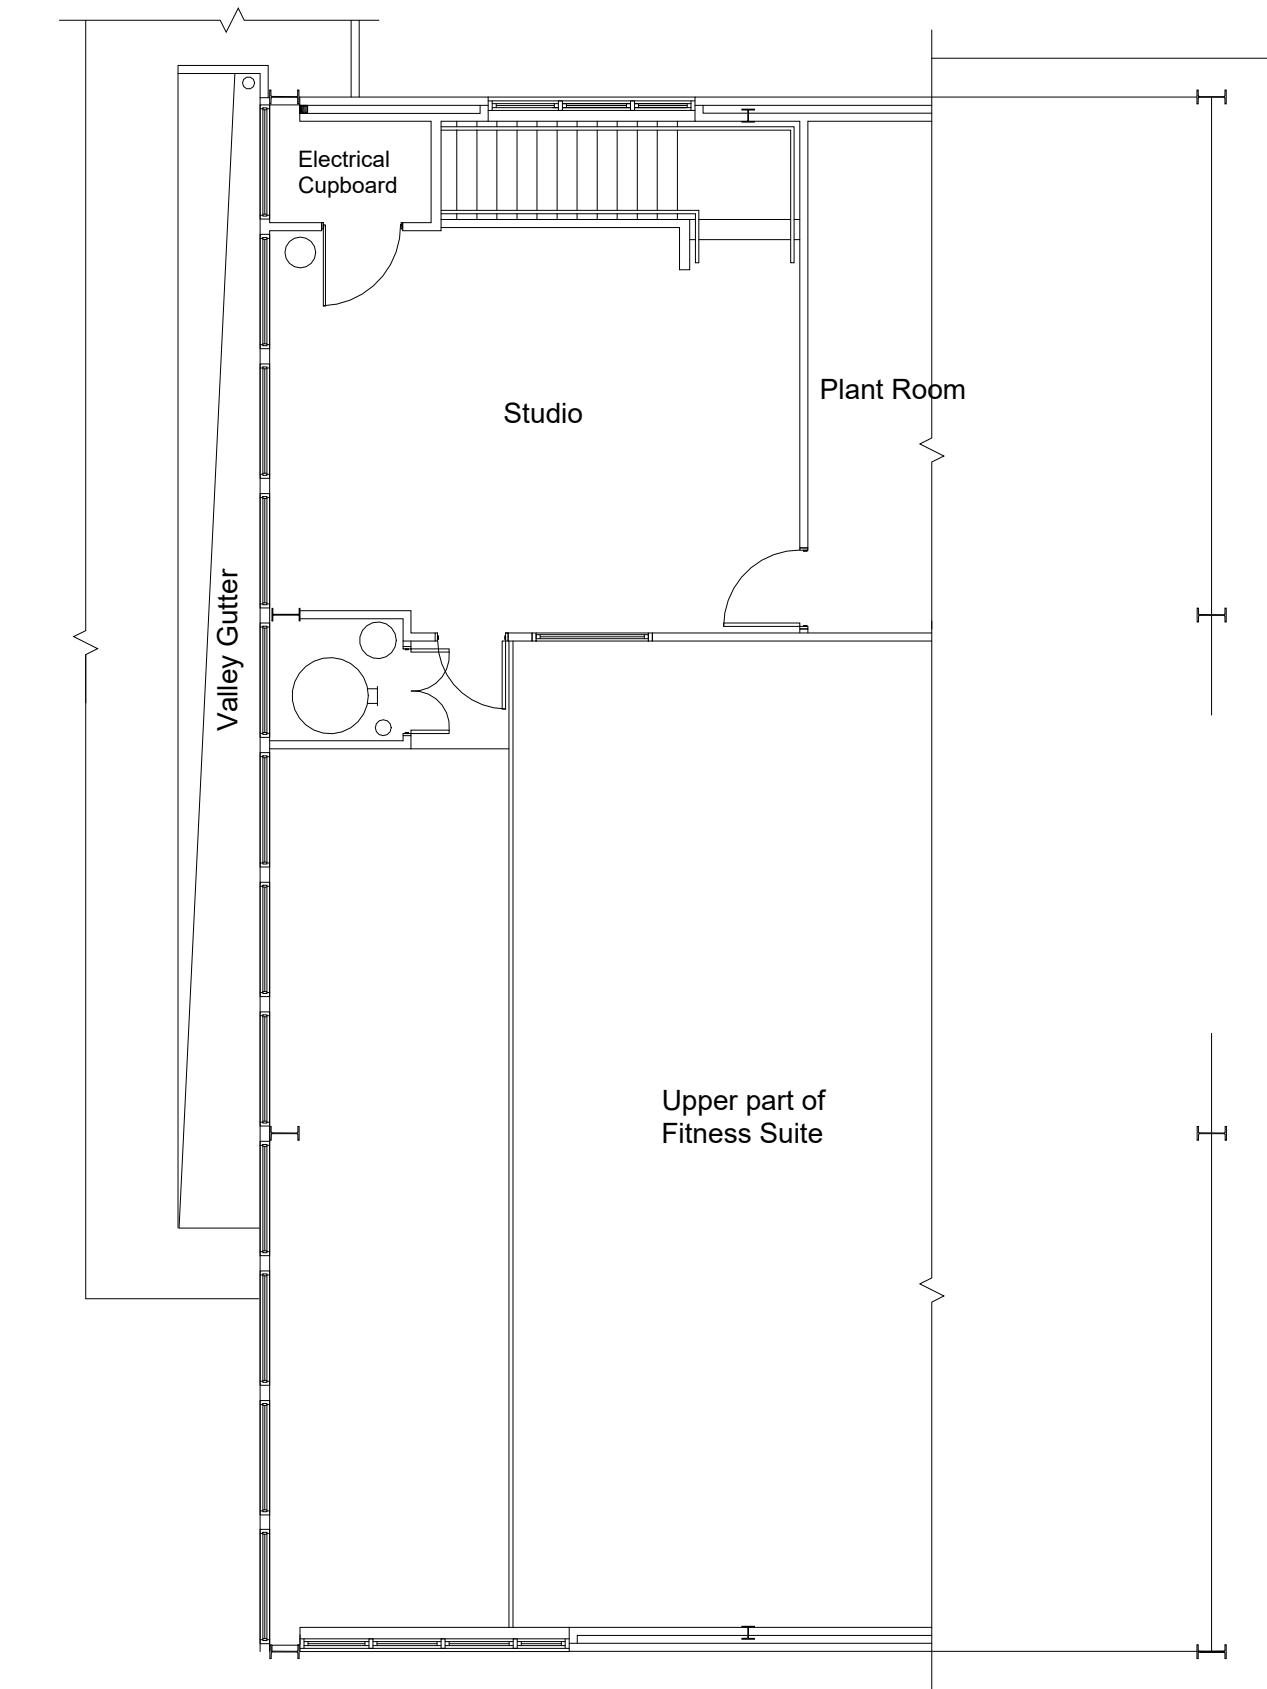 Electrical
Cupboard
Studio
Plant Room
Valley Gutter
Upper part of
Fitness Suite